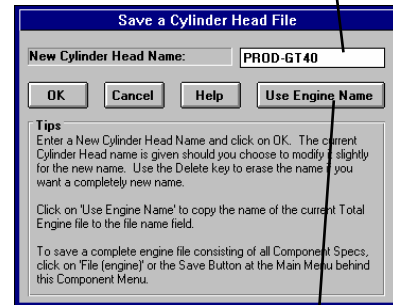 Save a Cylinder Head File
New Cylinder Head Name: PROD-GT40
OK Cancel Help Use Engine Name
Tips
Enter a New Cylinder Head Name and click on OK. The current
Cylinder Head name is given should you choose to modify it slightly
for the new name. Use the Delete key to erase the name if you
want a completely new name.
Click on 'Use Engine Name' to copy the name of the current Total
Engine file to the file name field.
To save a complete engine file consisting of all Component Specs,
click on 'File (engine)' or the Save Button at the Main Menu behind
this Component Menu.